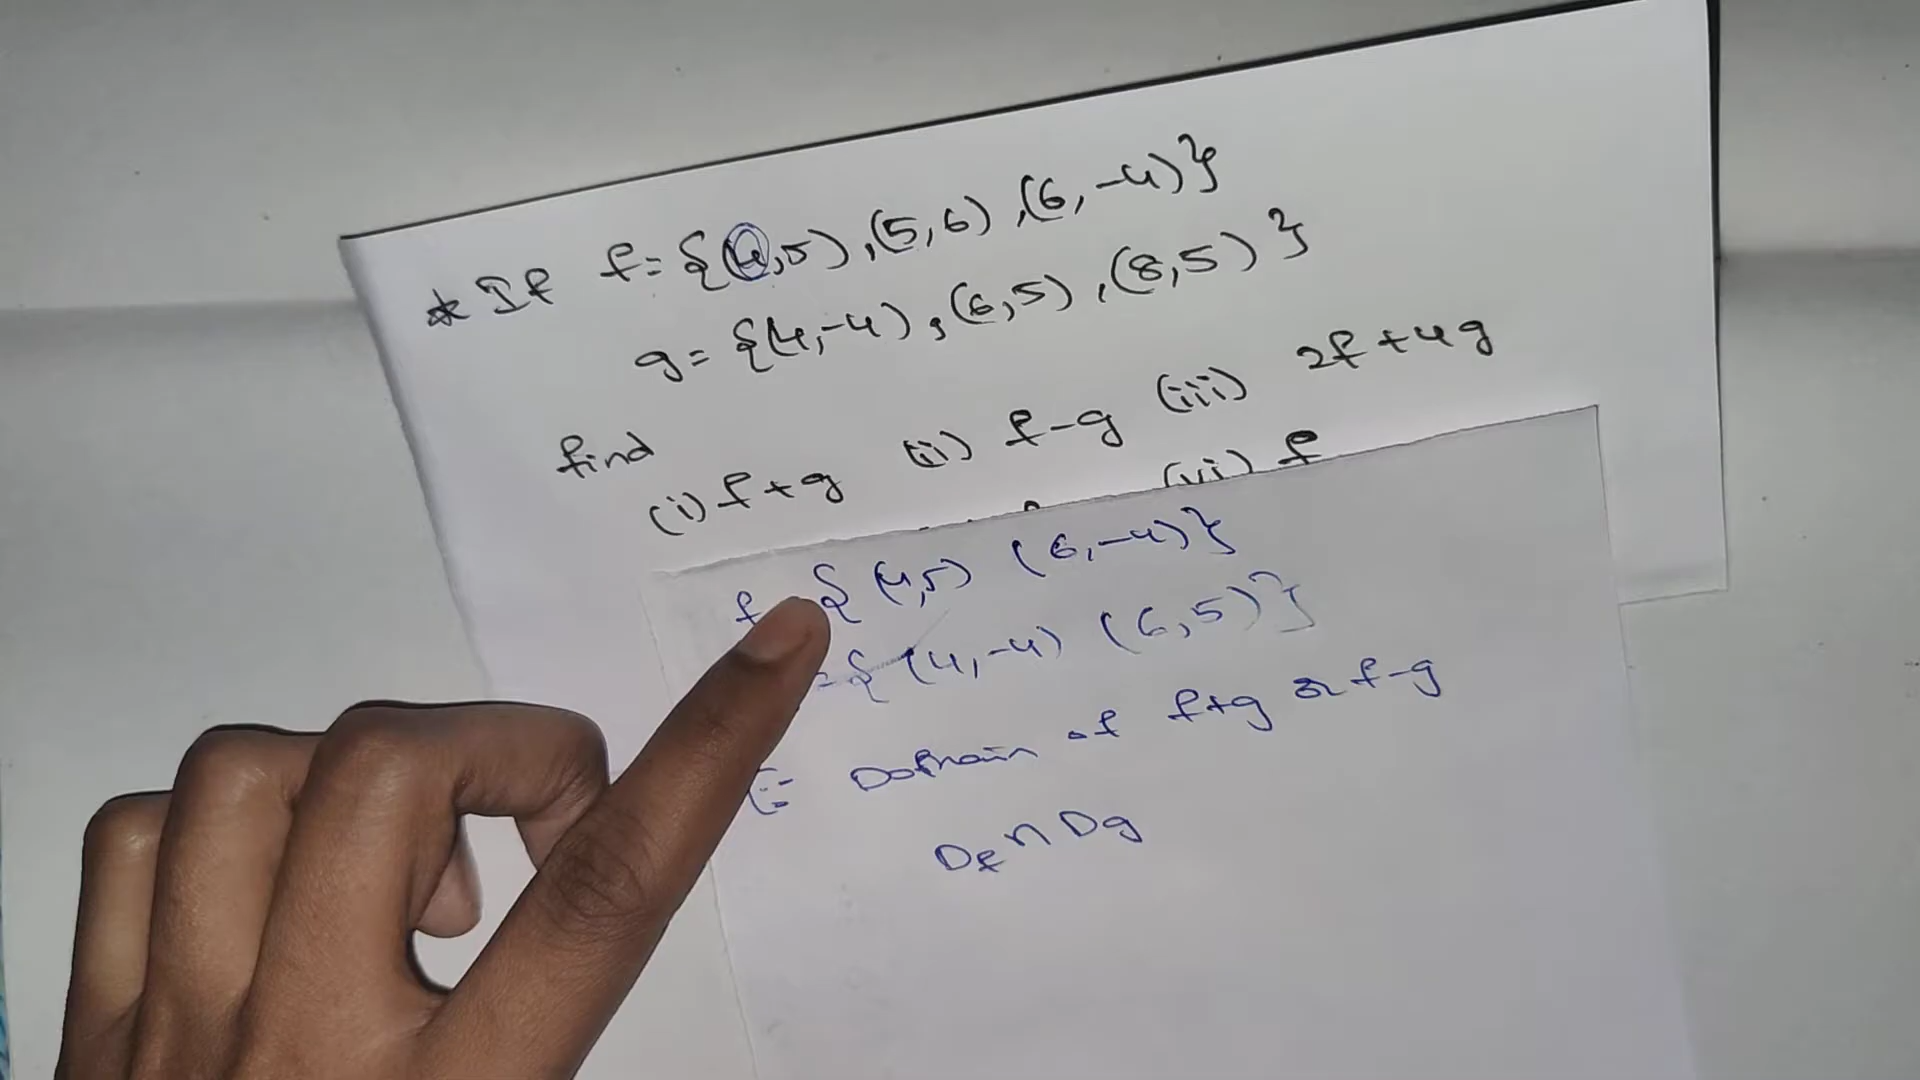 * If f= {(4,5), (5,6), (6,-4)}
g= {(4,-4), (6,5), (8,5)}
find
(i) f+g (ii) f-g (iii) 2f+4g
(vi) f
f {(4,5) (6,-4)}
={(4,-4) (6,5)}
Domain of f+g or f-g
Df∩Dg